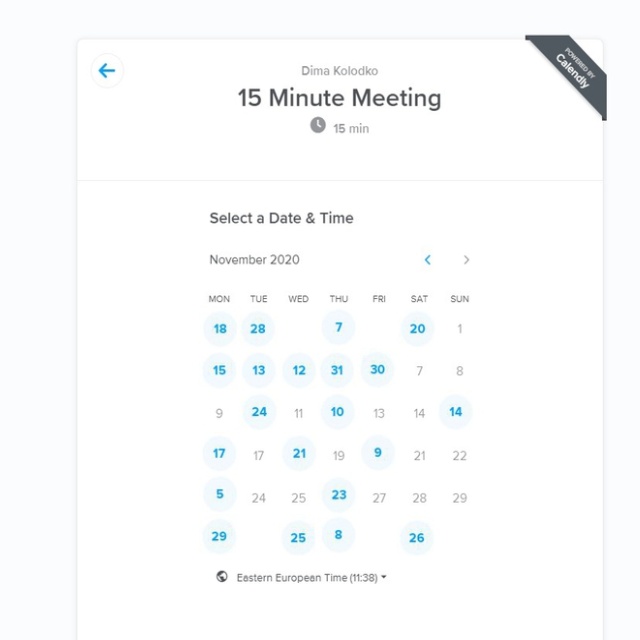 POWERED BY
Calendly
Dima Kolodko
15 Minute Meeting
15 min
Select a Date & Time
November 2020
MON TUE WED THU FRI SAT SUN
18 28 7 20 1
15 13 12 31 30 7 8
9 24 11 10 13 14 14
17 17 21 19 9 21 22
5 24 25 23 27 28 29
29 25 8 26
Eastern European Time (11:38)